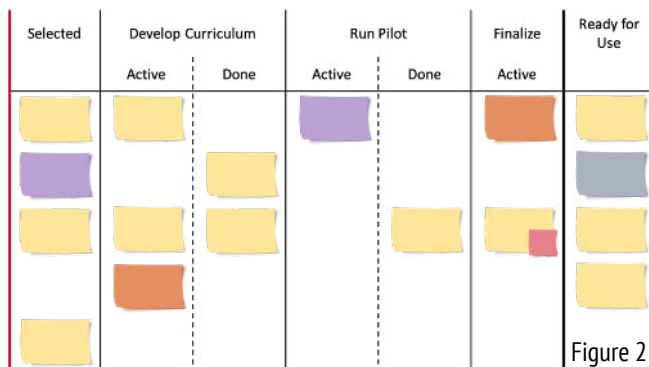 Selected
Develop Curriculum
Run Pilot
Finalize
Ready for
Use
Active
Done
Active
Done
Active
Figure 2